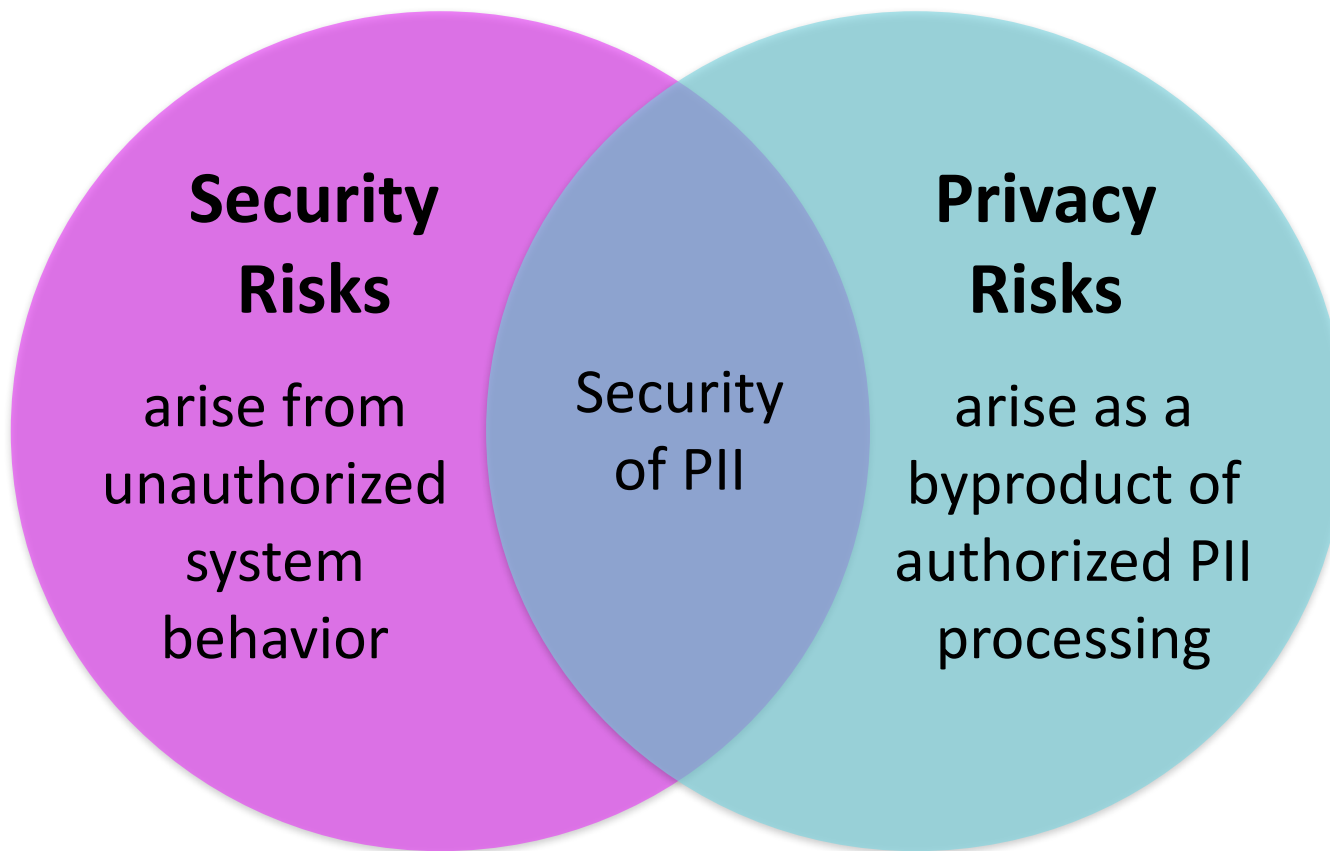 Security
Risks
arise from
unauthorized
system
behavior
Security
of PII
Privacy
Risks
arise as a
byproduct of
authorized PII
processing